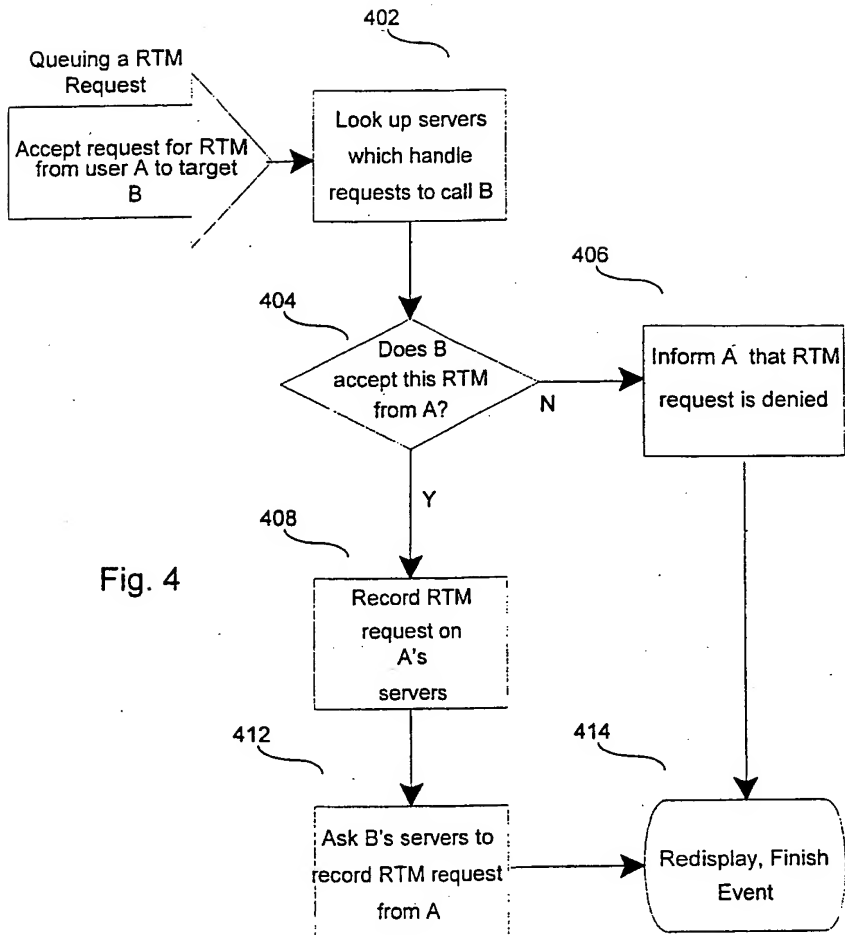 402
Queuing a RTM
Request
Accept request for RTM
from user A to target
B
Look up servers
which handle
requests to call B
404
Does B
accept this RTM
from A?
N
406
Inform A that RTM
request is denied
Y
408
Fig. 4
Record RTM
request on
A's
servers
412
Ask B's servers to
record RTM request
from A
414
Redisplay, Finish
Event